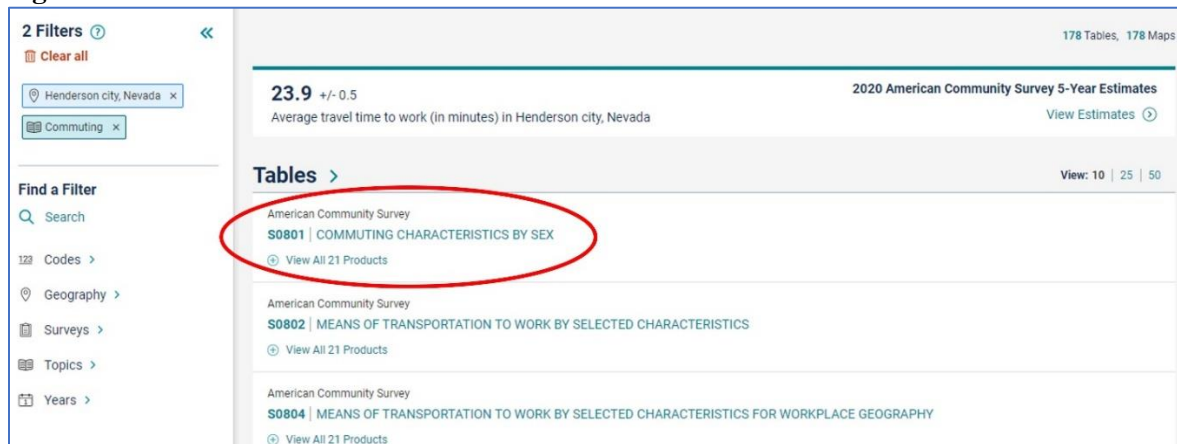 2 Filters ?
Clear all
Henderson city, Nevada ×
Commuting ×
Find a Filter
Search
123 Codes >
Geography >
Surveys >
Topics >
Years >
178 Tables, 178 Maps
23.9 +/- 0.5
Average travel time to work (in minutes) in Henderson city, Nevada
2020 American Community Survey 5-Year Estimates
View Estimates
Tables >
View: 10 | 25 | 50
American Community Survey
S0801 | COMMUTING CHARACTERISTICS BY SEX
View All 21 Products
American Community Survey
S0802 | MEANS OF TRANSPORTATION TO WORK BY SELECTED CHARACTERISTICS
View All 21 Products
American Community Survey
S0804 | MEANS OF TRANSPORTATION TO WORK BY SELECTED CHARACTERISTICS FOR WORKPLACE GEOGRAPHY
View All 21 Products